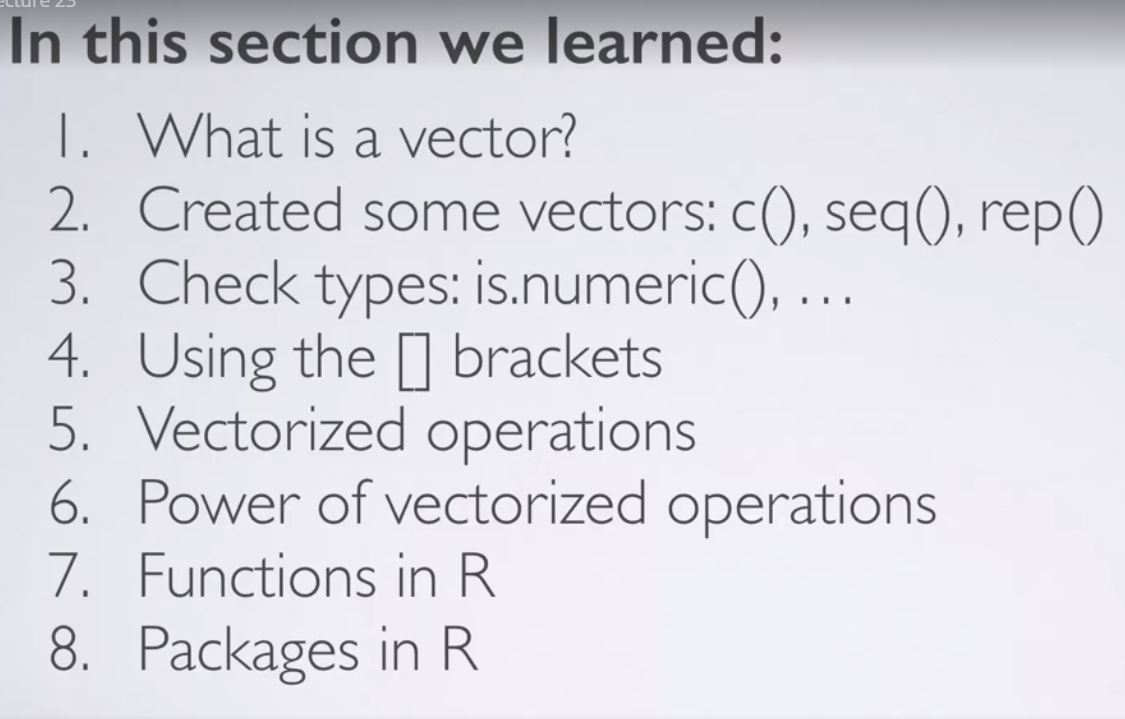 In this section we learned:
1. What is a vector?
2. Created some vectors: c(), seq(), rep()
3. Check types: is.numeric(), ...
4. Using the [] brackets
5. Vectorized operations
6. Power of vectorized operations
7. Functions in R
8. Packages in R